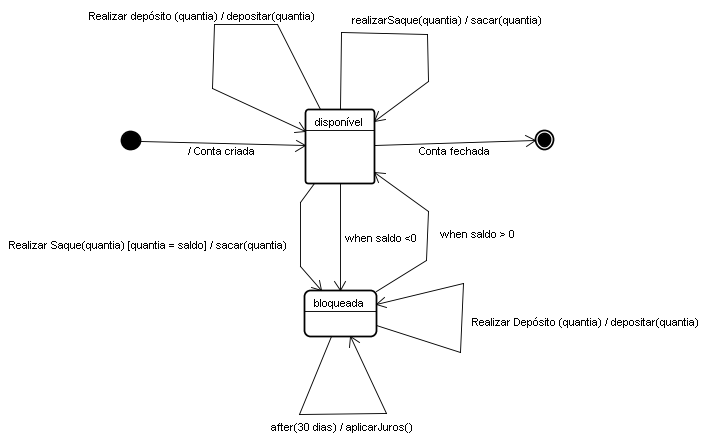 Realizar depósito (quantia) / depositar(quantia)
realizarSaque(quantia) / sacar(quantia)
disponível
/ Conta criada
Conta fechada
Realizar Saque(quantia) [quantia = saldo] / sacar(quantia)
when saldo <0
when saldo > 0
bloqueada
Realizar Depósito (quantia) / depositar(quantia)
after(30 dias) / aplicarJuros()